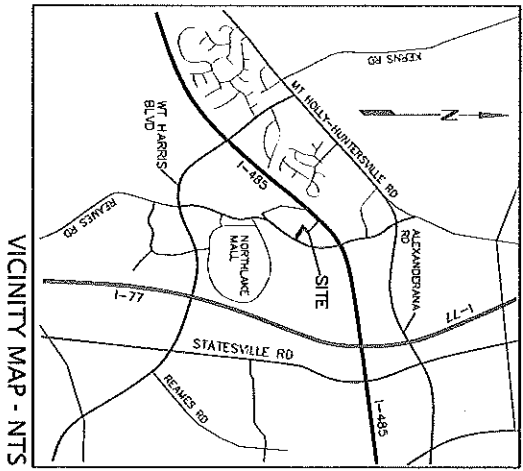 KERNS RD
MT HOLLY-HUNTERSVILLE RD
N
I-485
WT HARRIS
BLVD
REAMES RD
NORTHLAKE
MALL
SITE
ALEXANDERANA
RD
I-77
I-77
STATESVILLE RD
I-485
REAMES RD
VICINITY MAP - NTS